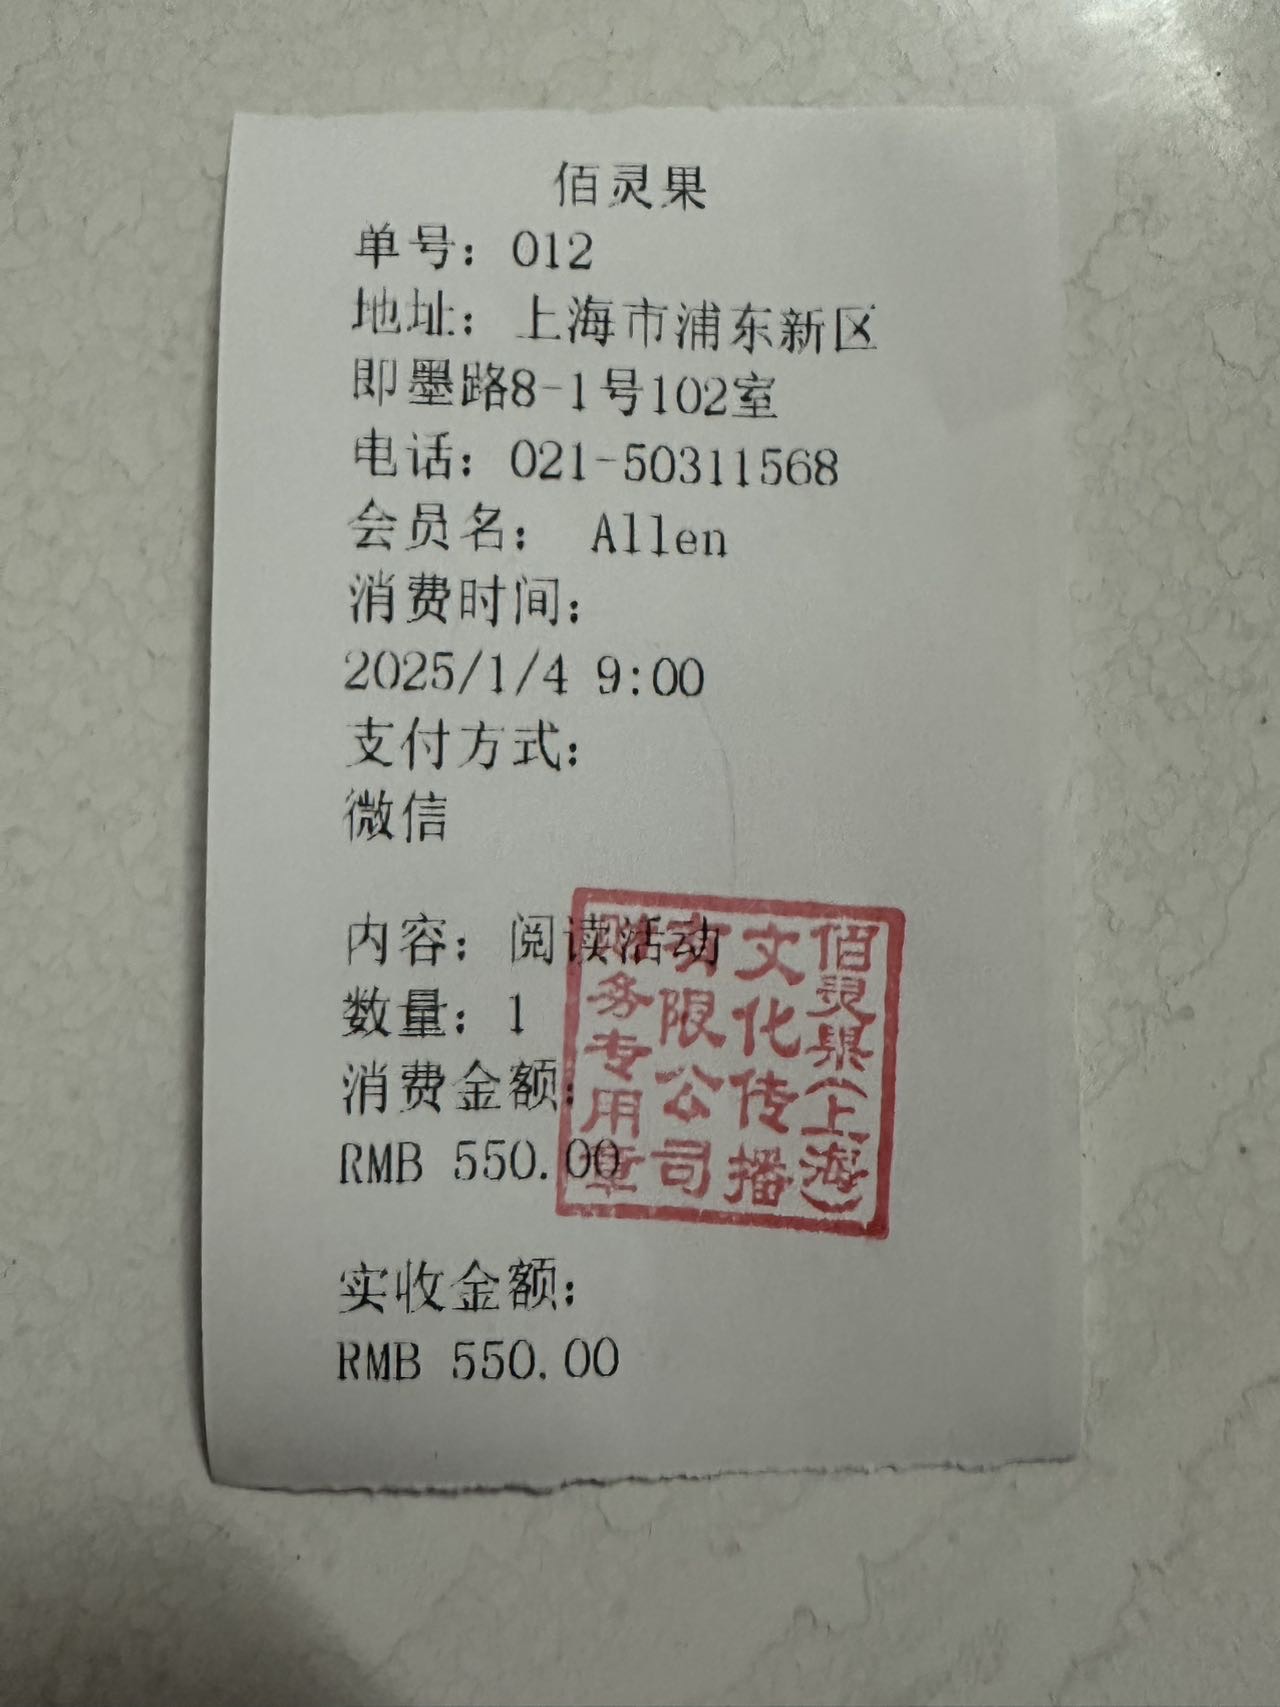 佰灵果
单号：012
地址：上海市浦东新区
即墨路8-1号102室
电话：021-50311568
会员名： Allen
消费时间：
2025/1/4 9:00
支付方式：
微信
内容：阅读活动
数量：1
消费金额：
RMB 550.00
实收金额：
RMB 550.00
佰灵果(上海)
文化传播
有限公司
财务专用章